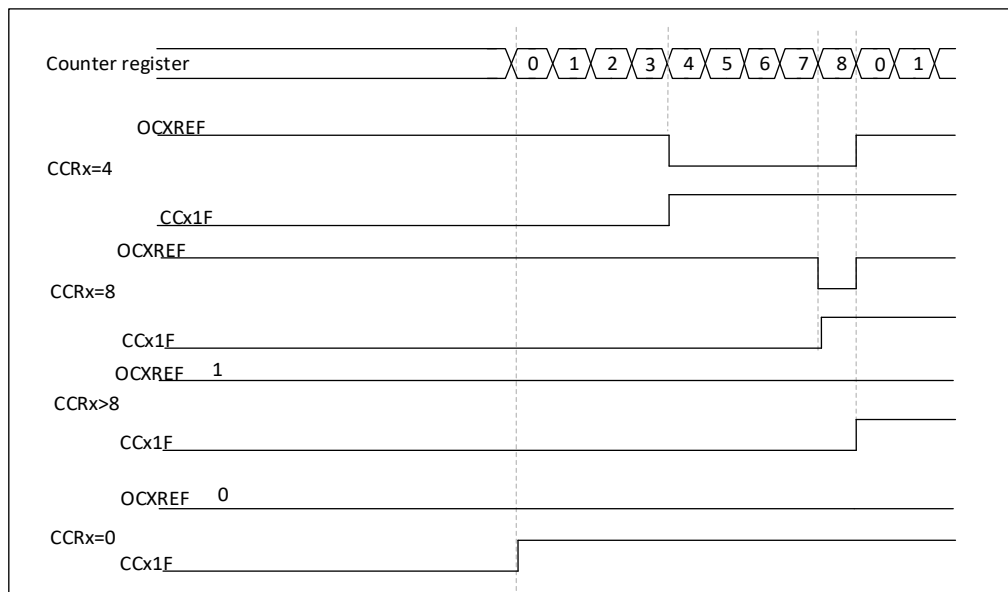 Counter register 0 1 2 3 4 5 6 7 8 0 1
OCXREF
CCRx=4
CCx1F
OCXREF
CCRx=8
CCx1F
OCXREF 1
CCRx>8
CCx1F
OCXREF 0
CCRx=0
CCx1F